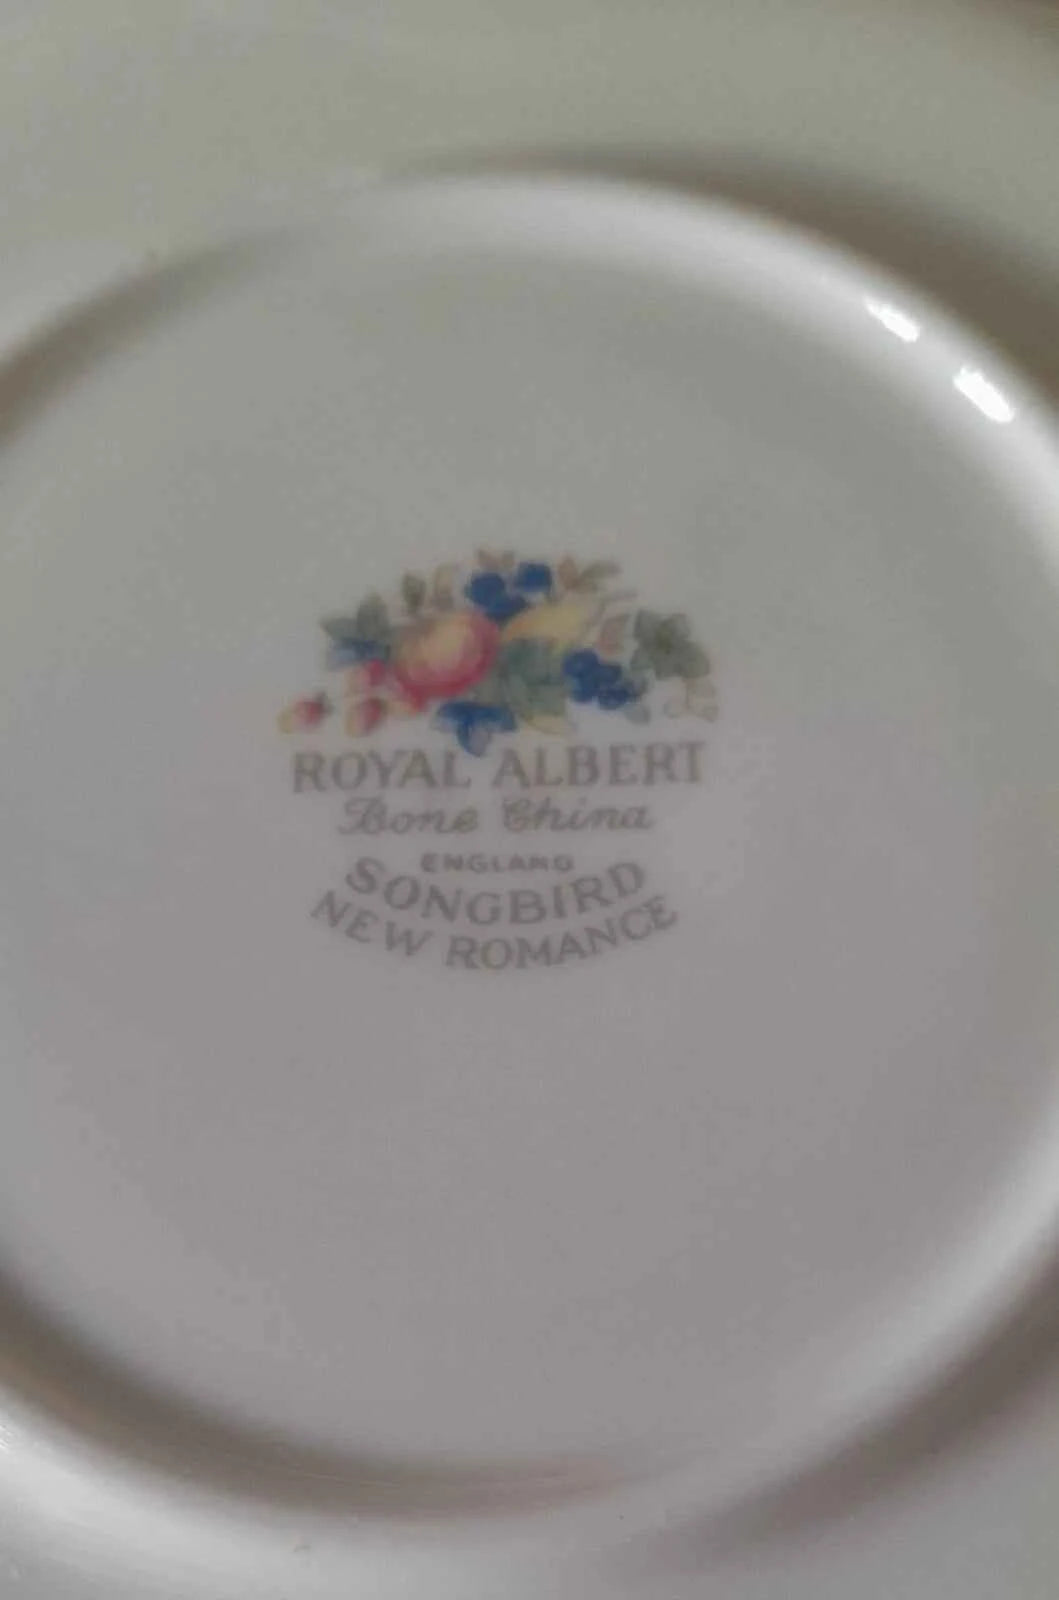 ROYAL ALBERT
Bone China
ENGLAND
SONGBIRD
NEW ROMANCE